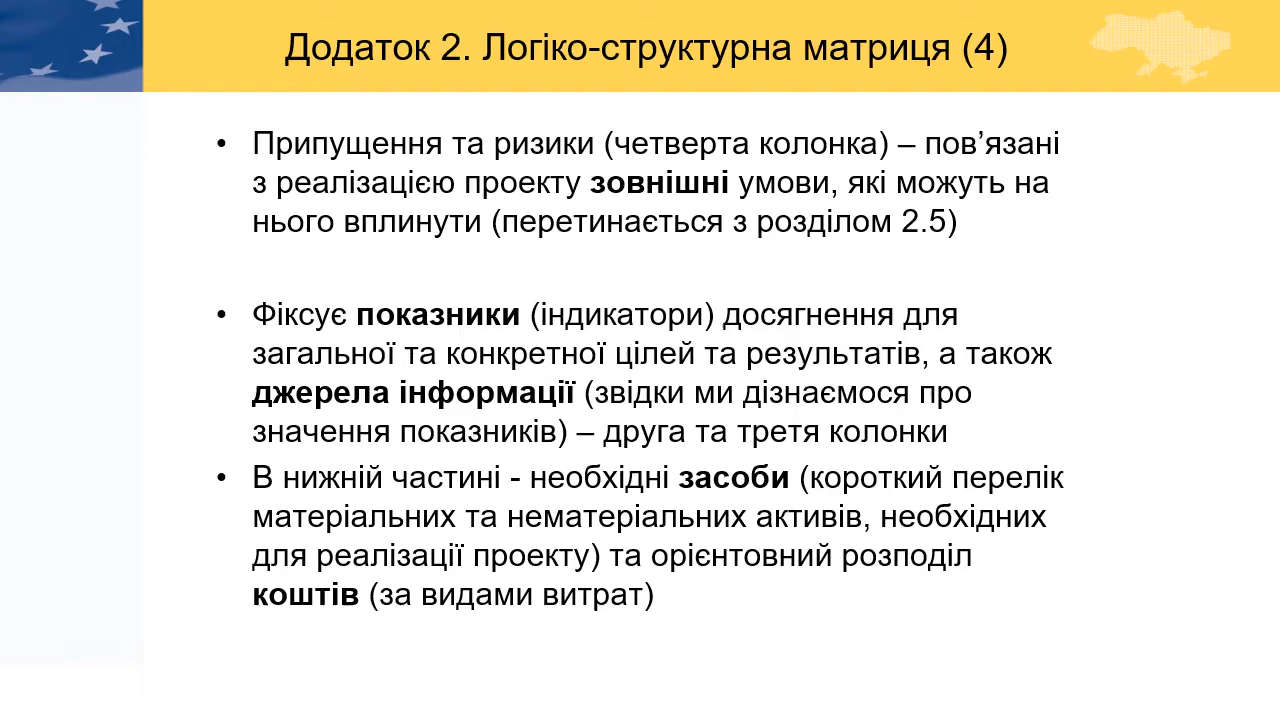 Додаток 2. Логіко-структурна матриця (4)
• Припущення та ризики (четверта колонка) – пов’язані
з реалізацією проекту зовнішні умови, які можуть на
нього вплинути (перетинається з розділом 2.5)
• Фіксує показники (індикатори) досягнення для
загальної та конкретної цілей та результатів, а також
джерела інформації (звідки ми дізнаємося про
значення показників) – друга та третя колонки
• В нижній частині - необхідні засоби (короткий перелік
матеріальних та нематеріальних активів, необхідних
для реалізації проекту) та орієнтовний розподіл
коштів (за видами витрат)